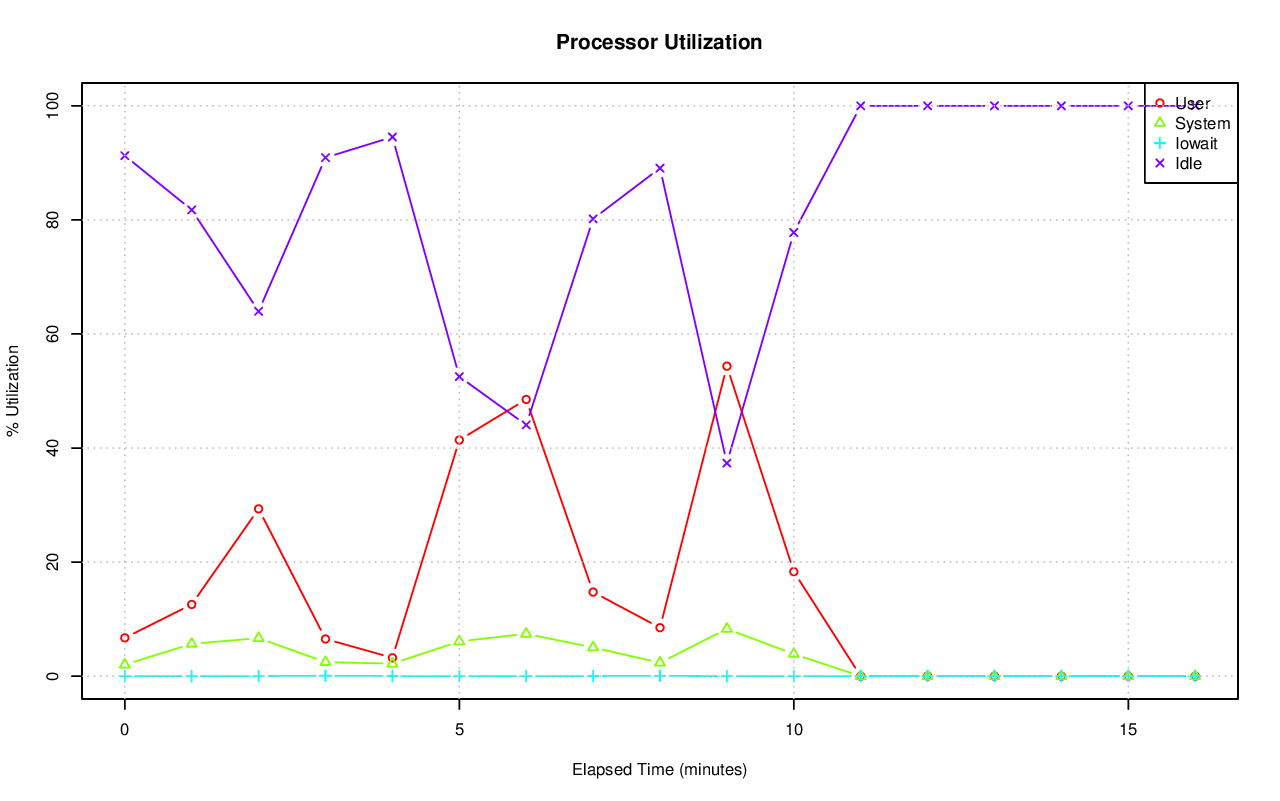 Processor Utilization
% Utilization
100
80
60
40
20
0
User
System
Iowait
Idle
0 5 10 15
Elapsed Time (minutes)